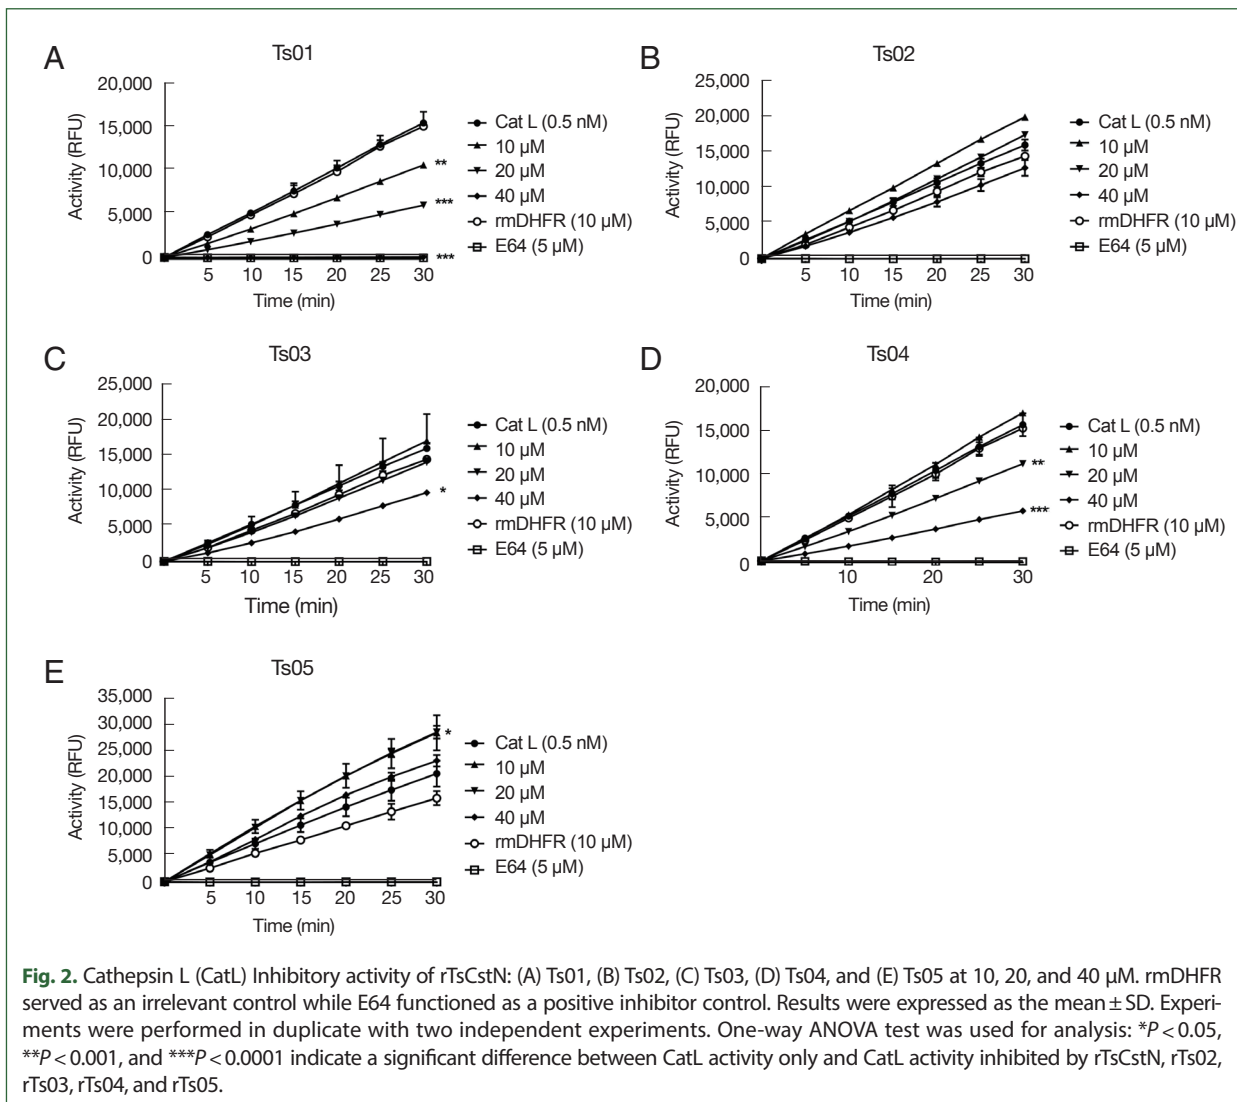 A
Ts01
20,000
15,000
10,000
5,000
0
Activity (RFU)
5 10 15 20 25 30
Time (min)
**
***
***
Cat L (0.5 nM)
10 µM
20 µM
40 µM
rmDHFR (10 µM)
E64 (5 µM)
B
Ts02
25,000
20,000
15,000
10,000
5,000
0
Activity (RFU)
5 10 15 20 25 30
Time (min)
Cat L (0.5 nM)
10 µM
20 µM
40 µM
rmDHFR (10 µM)
E64 (5 µM)
C
Ts03
25,000
20,000
15,000
10,000
5,000
0
Activity (RFU)
5 10 15 20 25 30
Time (min)
*
Cat L (0.5 nM)
10 µM
20 µM
40 µM
rmDHFR (10 µM)
E64 (5 µM)
D
Ts04
20,000
15,000
10,000
5,000
0
Activity (RFU)
10 20 30
Time (min)
**
***
Cat L (0.5 nM)
10 µM
20 µM
40 µM
rmDHFR (10 µM)
E64 (5 µM)
E
Ts05
35,000
30,000
25,000
20,000
15,000
10,000
5,000
0
Activity (RFU)
5 10 15 20 25 30
Time (min)
*
Cat L (0.5 nM)
10 µM
20 µM
40 µM
rmDHFR (10 µM)
E64 (5 µM)
Fig. 2. Cathepsin L (CatL) Inhibitory activity of rTsCstN: (A) Ts01, (B) Ts02, (C) Ts03, (D) Ts04, and (E) Ts05 at 10, 20, and 40 µM. rmDHFR
served as an irrelevant control while E64 functioned as a positive inhibitor control. Results were expressed as the mean ± SD. Experi-
ments were performed in duplicate with two independent experiments. One-way ANOVA test was used for analysis: *P < 0.05,
**P < 0.001, and ***P < 0.0001 indicate a significant difference between CatL activity only and CatL activity inhibited by rTsCstN, rTs02,
rTs03, rTs04, and rTs05.